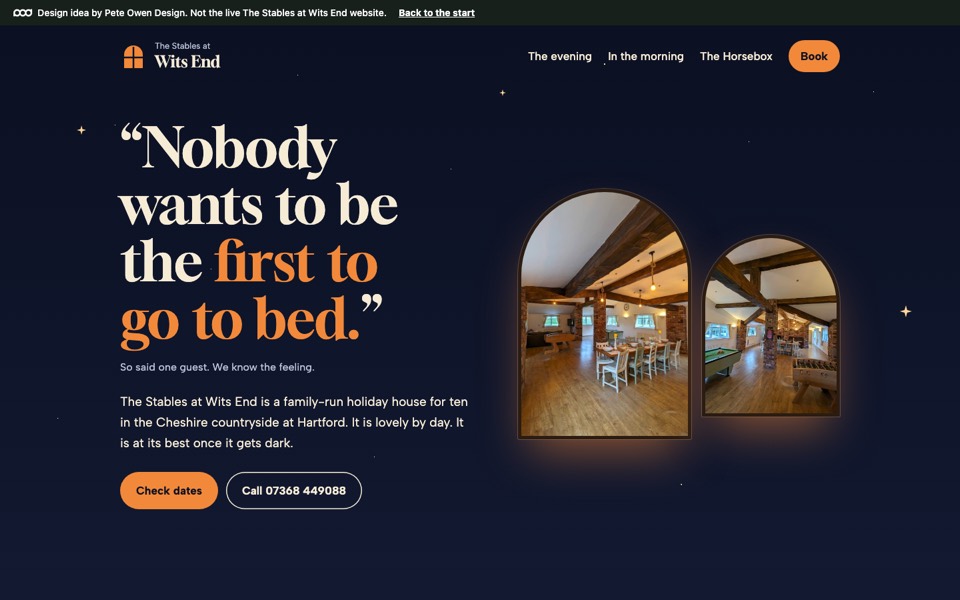 Design idea by Pete Owen Design. Not the live The Stables at Wits End website. Back to the start
The Stables at
Wits End
The evening
In the morning
The Horsebox
Book
“Nobody
wants to be
the first to
go to bed.”
So said one guest. We know the feeling.
The Stables at Wits End is a family-run holiday house for ten
in the Cheshire countryside at Hartford. It is lovely by day. It
is at its best once it gets dark.
Check dates
Call 07368 449088